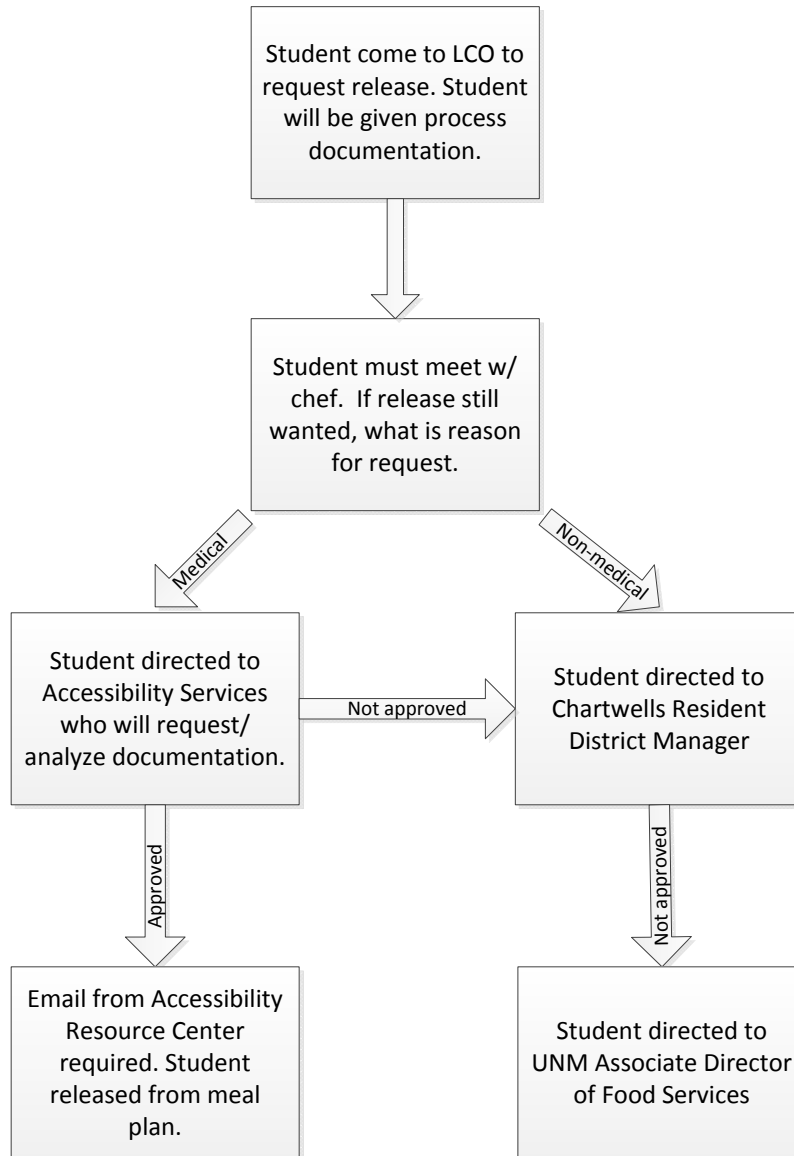 Student come to LCO to
request release. Student
will be given process
documentation.
Student must meet w/
chef.  If release still
wanted, what is reason
for request.
Medical
Non-medical
Student directed to
Accessibility Services
who will request/
analyze documentation.
Not approved
Student directed to
Chartwells Resident
District Manager
Approved
Not approved
Email from Accessibility
Resource Center
required. Student
released from meal
plan.
Student directed to
UNM Associate Director
of Food Services